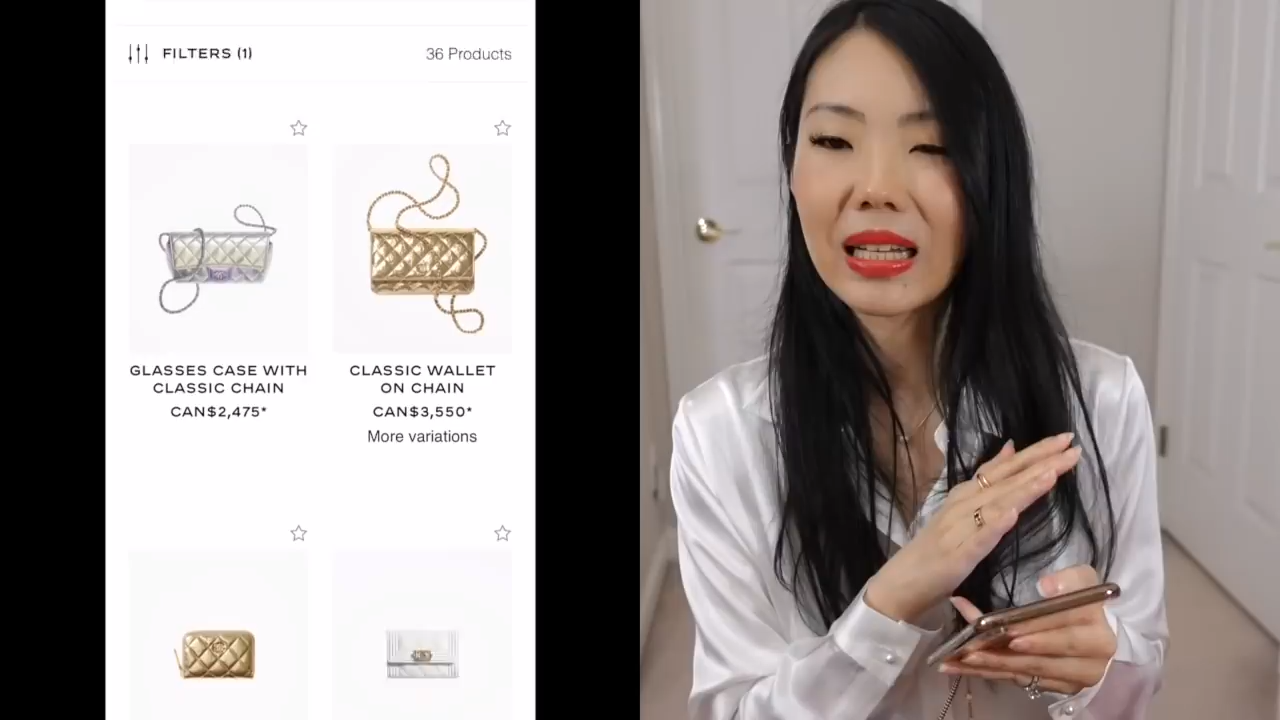 FILTERS (1)
36 Products
GLASSES CASE WITH
CLASSIC CHAIN
CAN$2,475*
CLASSIC WALLET
ON CHAIN
CAN$3,550*
More variations